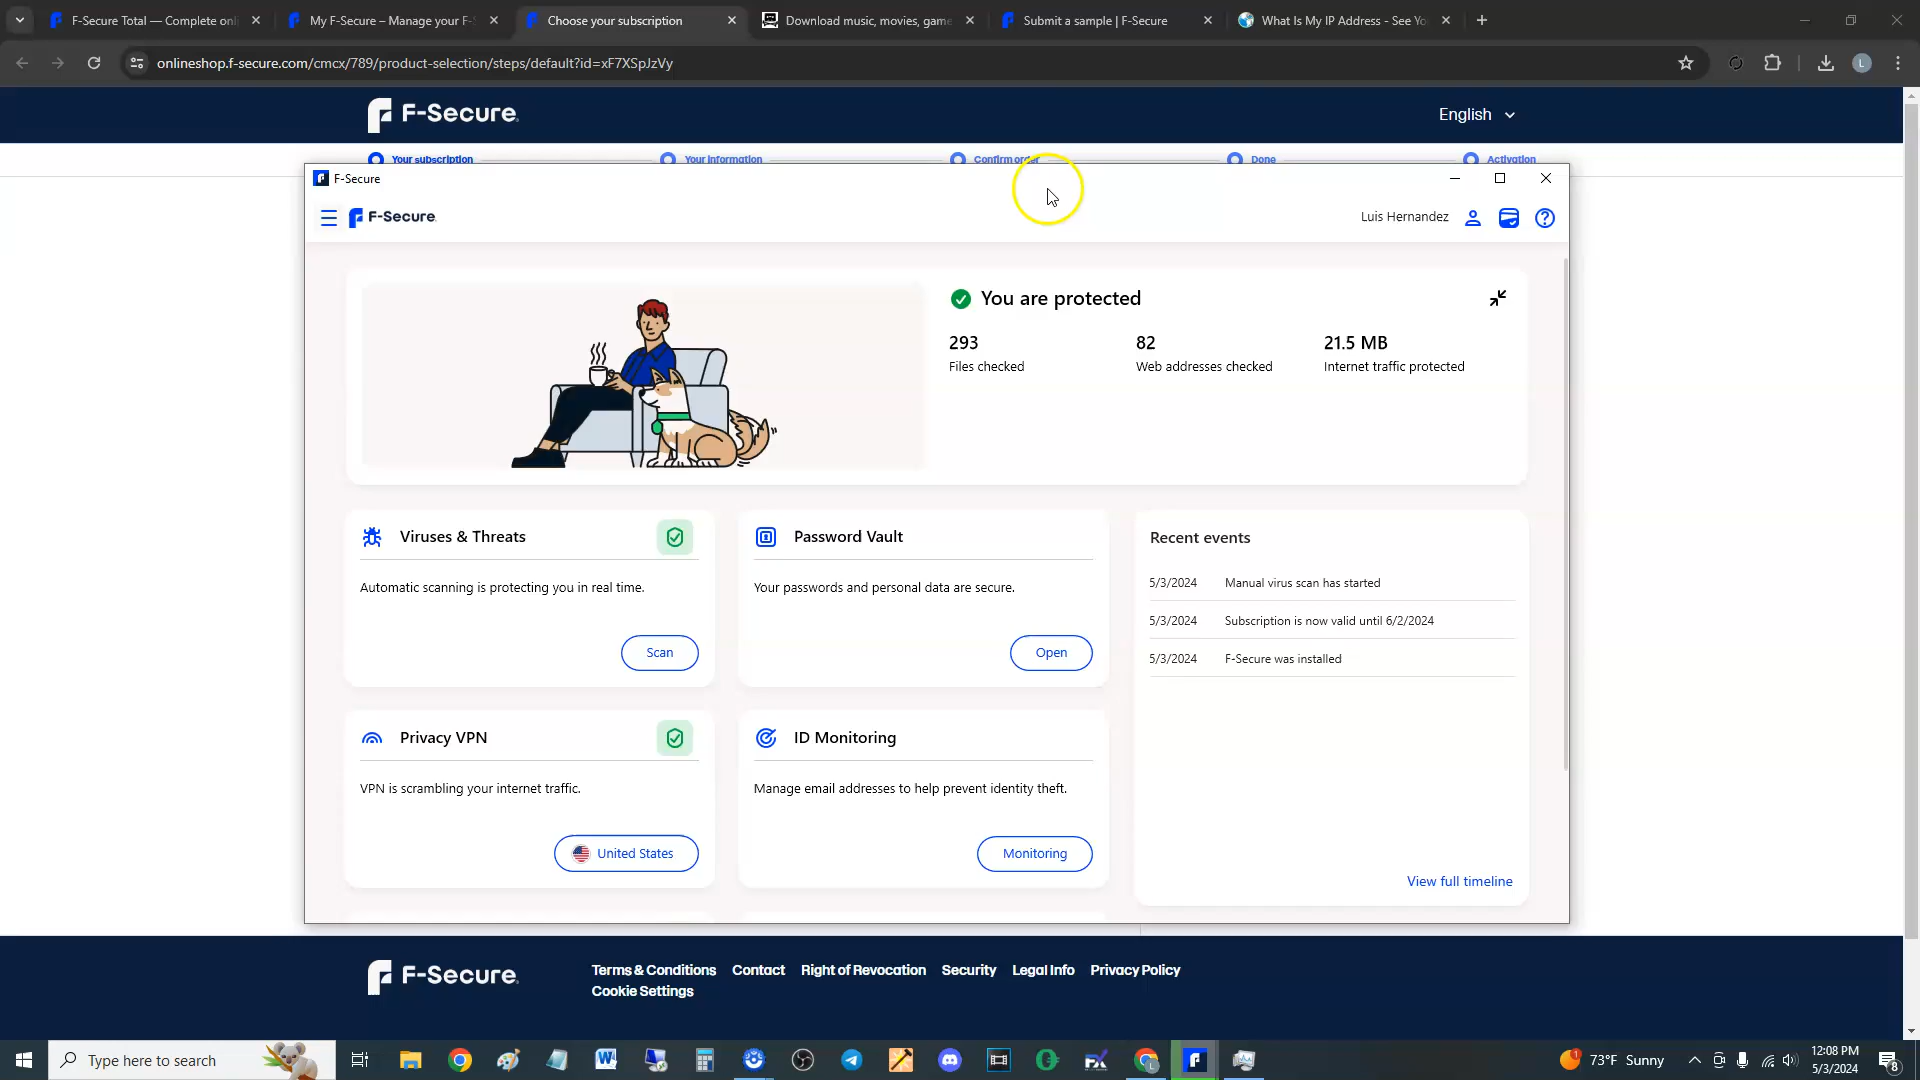 F-Secure Total — Complete onl
My F-Secure – Manage your F-S
Choose your subscription
Download music, movies, game
Submit a sample | F-Secure
What Is My IP Address - See Yo
onlineshop.f-secure.com/cmcx/789/product-selection/steps/default?id=xF7XSpJzVy
L
F-Secure.
English
Your subscription
Your information
Confirm order
Done
Activation
F-Secure
F-Secure.
Luis Hernandez
You are protected
293
82
21.5 MB
Files checked
Web addresses checked
Internet traffic protected
Viruses & Threats
Automatic scanning is protecting you in real time.
Scan
Password Vault
Your passwords and personal data are secure.
Open
Recent events
5/3/2024 Manual virus scan has started
5/3/2024 Subscription is now valid until 6/2/2024
5/3/2024 F-Secure was installed
View full timeline
Privacy VPN
VPN is scrambling your internet traffic.
United States
ID Monitoring
Manage email addresses to help prevent identity theft.
Monitoring
F-Secure.
Terms & Conditions Contact Right of Revocation Security Legal Info Privacy Policy
Cookie Settings
Type here to search
1
73°F Sunny
12:08 PM
5/3/2024
8